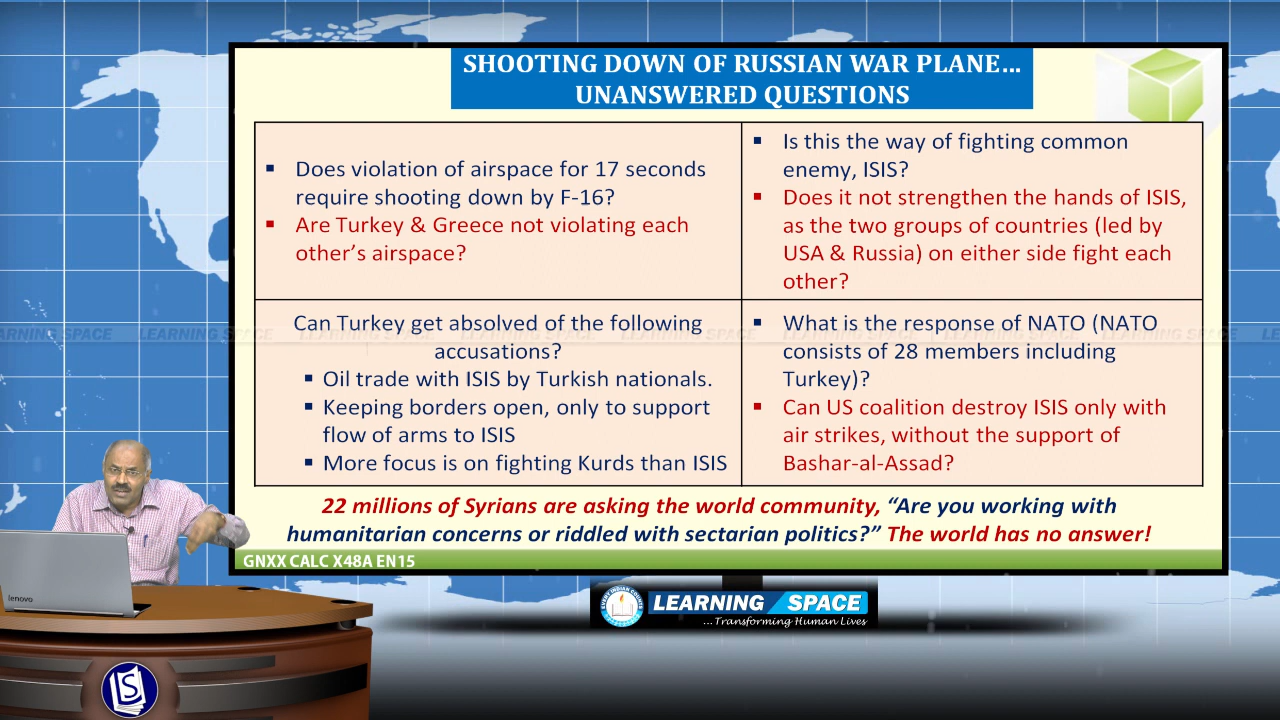 SHOOTING DOWN OF RUSSIAN WAR PLANE...
UNANSWERED QUESTIONS
▪ Does violation of airspace for 17 seconds
require shooting down by F-16?
▪ Are Turkey & Greece not violating each
other's airspace?
▪ Is this the way of fighting common
enemy, ISIS?
▪ Does it not strengthen the hands of ISIS,
as the two groups of countries (led by
USA & Russia) on either side fight each
other?
Can Turkey get absolved of the following
accusations?
▪ Oil trade with ISIS by Turkish nationals.
▪ Keeping borders open, only to support
flow of arms to ISIS
▪ More focus is on fighting Kurds than ISIS
▪ What is the response of NATO (NATO
consists of 28 members including
Turkey)?
▪ Can US coalition destroy ISIS only with
air strikes, without the support of
Bashar-al-Assad?
22 millions of Syrians are asking the world community, “Are you working with
humanitarian concerns or riddled with sectarian politics?” The world has no answer!
GNXX CALC X48A EN15
LEARNING SPACE
...Transforming Human Lives
lenovo
LS